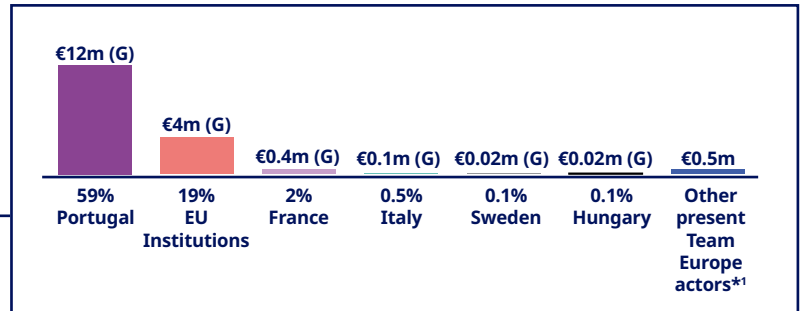 €12m (G)
€4m (G)
€0.4m (G) €0.1m (G) €0.02m (G) €0.02m (G) €0.5m
59% 19% 2% 0.5% 0.1% 0.1% Other
Portugal EU France Italy Sweden Hungary present
Institutions Team
Europe
actors*¹